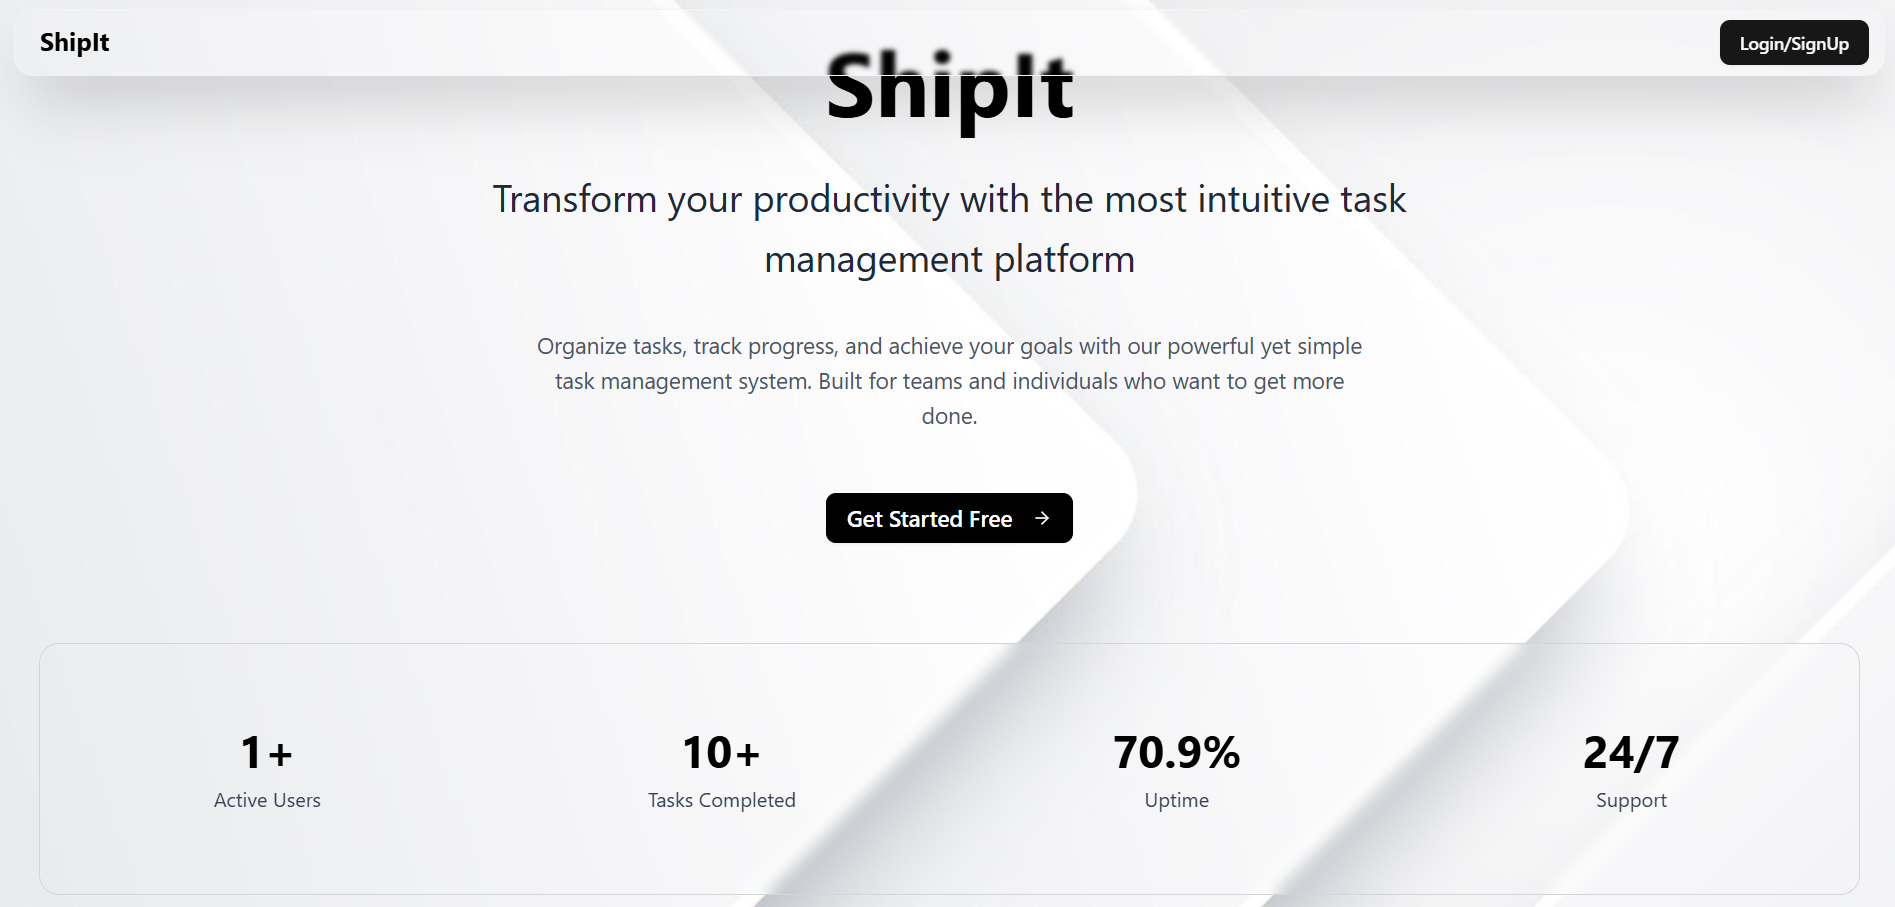 ShipIt
Login/SignUp
ShipIt
Transform your productivity with the most intuitive task
management platform
Organize tasks, track progress, and achieve your goals with our powerful yet simple
task management system. Built for teams and individuals who want to get more
done.
Get Started Free →
1+
Active Users
10+
Tasks Completed
70.9%
Uptime
24/7
Support